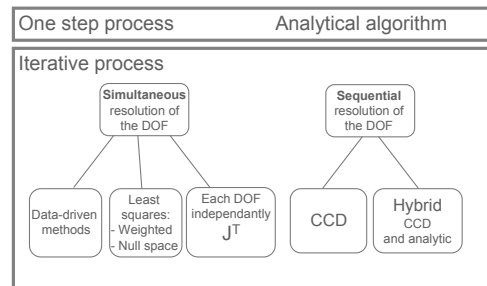 One step process Analytical algorithm
Iterative process
Simultaneous
resolution of
the DOF
Sequential
resolution of
the DOF
Data-driven
methods
Least
squares:
- Weighted
- Null space
Each DOF
independantly
J^T
CCD
Hybrid
CCD
and analytic